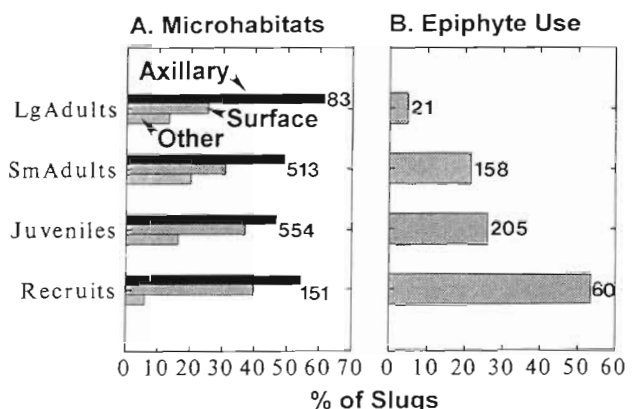 A. Microhabitats
B. Epiphyte Use
Axillary
LgAdults
83
Surface
Other
21
SmAdults
513
158
Juveniles
554
205
Recruits
151
60
0 10 20 30 40 50 60 70
0 10 20 30 40 50 60
% of Slugs